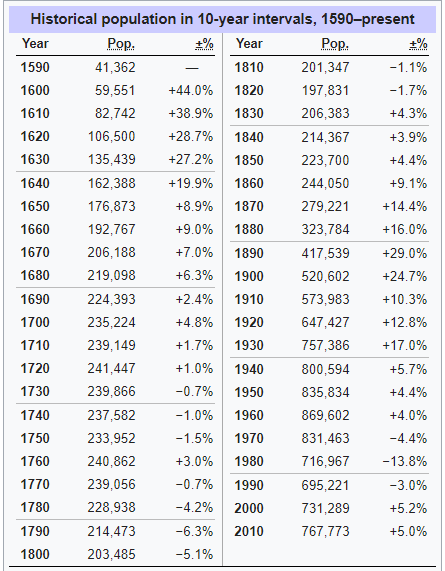 Historical population in 10-year intervals, 1590–present
Year Pop. ±%
1590 41,362 —
1600 59,551 +44.0%
1610 82,742 +38.9%
1620 106,500 +28.7%
1630 135,439 +27.2%
1640 162,388 +19.9%
1650 176,873 +8.9%
1660 192,767 +9.0%
1670 206,188 +7.0%
1680 219,098 +6.3%
1690 224,393 +2.4%
1700 235,224 +4.8%
1710 239,149 +1.7%
1720 241,447 +1.0%
1730 239,866 −0.7%
1740 237,582 −1.0%
1750 233,952 −1.5%
1760 240,862 +3.0%
1770 239,056 −0.7%
1780 228,938 −4.2%
1790 214,473 −6.3%
1800 203,485 −5.1%
Year Pop. ±%
1810 201,347 −1.1%
1820 197,831 −1.7%
1830 206,383 +4.3%
1840 214,367 +3.9%
1850 223,700 +4.4%
1860 244,050 +9.1%
1870 279,221 +14.4%
1880 323,784 +16.0%
1890 417,539 +29.0%
1900 520,602 +24.7%
1910 573,983 +10.3%
1920 647,427 +12.8%
1930 757,386 +17.0%
1940 800,594 +5.7%
1950 835,834 +4.4%
1960 869,602 +4.0%
1970 831,463 −4.4%
1980 716,967 −13.8%
1990 695,221 −3.0%
2000 731,289 +5.2%
2010 767,773 +5.0%